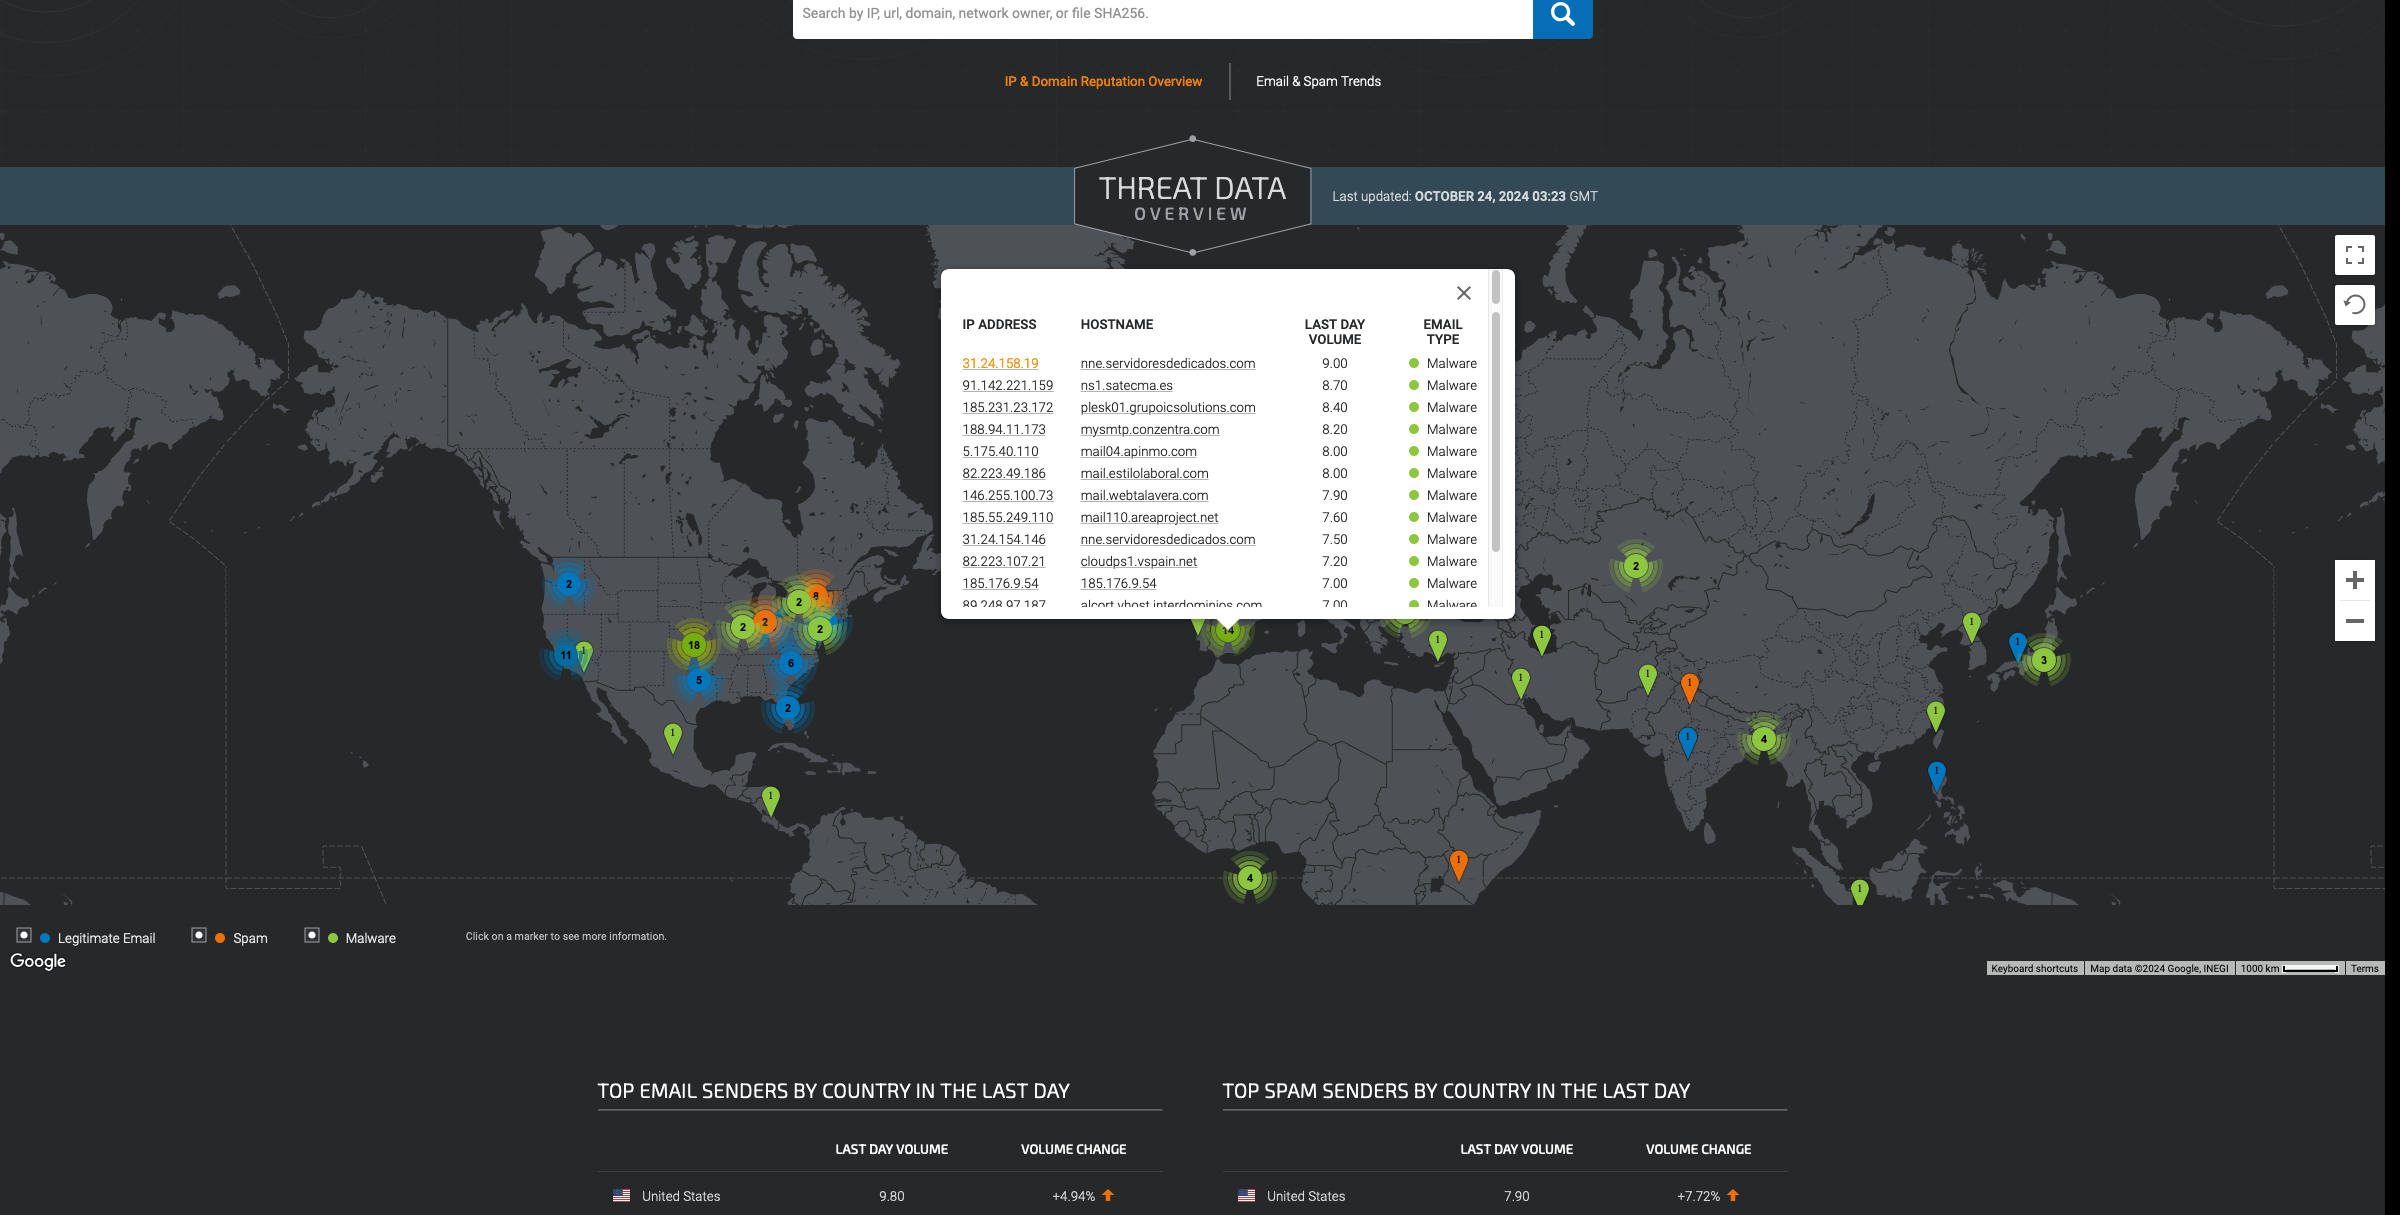 Search by IP, url, domain, network owner, or file SHA256.
IP & Domain Reputation Overview
Email & Spam Trends
THREAT DATA
OVERVIEW
Last updated: OCTOBER 24, 2024 03:23 GMT
IP ADDRESS HOSTNAME LAST DAY VOLUME EMAIL TYPE
31.24.158.19 nne.servidoresdedicados.com 9.00 Malware
91.142.221.159 ns1.satecma.es 8.70 Malware
185.231.23.172 plesk01.grupoicsolutions.com 8.40 Malware
188.94.11.173 mysmtp.conzentra.com 8.20 Malware
5.175.40.110 mail04.apinmo.com 8.00 Malware
82.223.49.186 mail.estilolaboral.com 8.00 Malware
146.255.100.73 mail.webtalavera.com 7.90 Malware
185.55.249.110 mail110.areaproject.net 7.60 Malware
31.24.154.146 nne.servidoresdedicados.com 7.50 Malware
82.223.107.21 cloudps1.vspain.net 7.20 Malware
185.176.9.54 185.176.9.54 7.00 Malware
89.248.97.187 alcort.vhost.interdominios.com 7.00 Malware
2
2
2 8
2
2
2
14
1
1
1
1
3
11 1
18
6
5
1
1
1
1
2
1
1
4
1
1
1
4
1
1
Legitimate Email
Spam
Malware
Click on a marker to see more information.
Google
Keyboard shortcuts
Map data ©2024 Google, INEGI
1000 km
Terms
TOP EMAIL SENDERS BY COUNTRY IN THE LAST DAY
LAST DAY VOLUME VOLUME CHANGE
United States 9.80 +4.94%
TOP SPAM SENDERS BY COUNTRY IN THE LAST DAY
LAST DAY VOLUME VOLUME CHANGE
United States 7.90 +7.72%